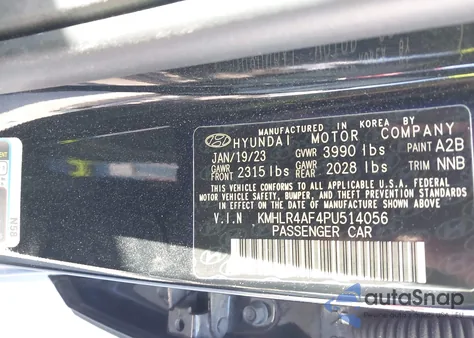 MANUFACTURED IN KOREA BY
HYUNDAI MOTOR COMPANY
JAN/19/23 GVWR 3990 lbs PAINT A2B
GAWR FRONT 2315 lbs GAWR REAR 2028 lbs TRIM NNB
THIS VEHICLE CONFORMS TO ALL APPLICABLE U.S.A. FEDERAL
MOTOR VEHICLE SAFETY, BUMPER, AND THEFT PREVENTION
STANDARDS IN EFFECT ON THE DATE OF MANUFACTURE SHOWN ABOVE.
V.I.N KMHLR4AF4PU514056
PASSENGER CAR
N58
autoSnap